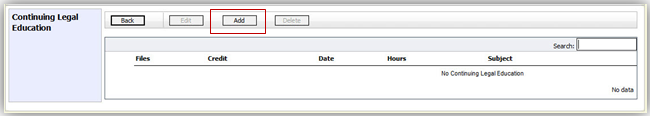 Continuing Legal
Education
Back Edit Add Delete
Search:
Files Credit Date Hours Subject
No Continuing Legal Education
No data